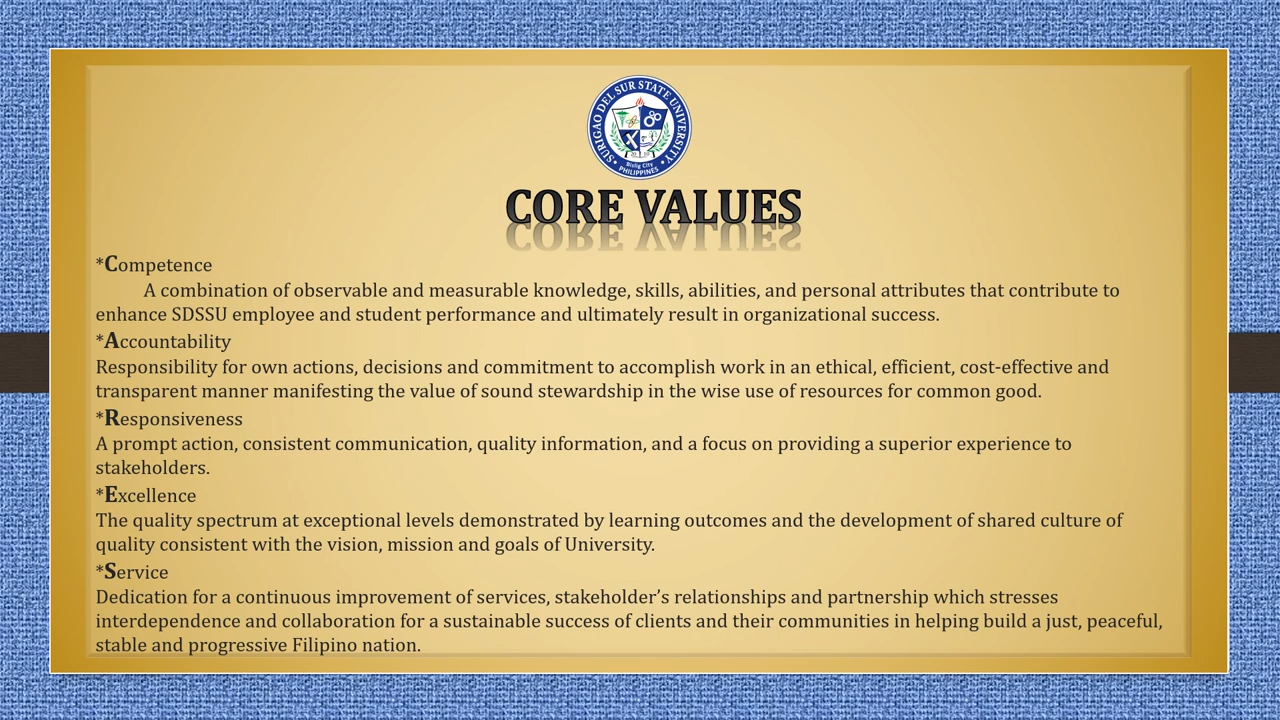 SURIGAO DEL SUR STATE UNIVERSITY
Bislig City
PHILIPPINES
CORE VALUES
*Competence
A combination of observable and measurable knowledge, skills, abilities, and personal attributes that contribute to
enhance SDSSU employee and student performance and ultimately result in organizational success.
*Accountability
Responsibility for own actions, decisions and commitment to accomplish work in an ethical, efficient, cost-effective and
transparent manner manifesting the value of sound stewardship in the wise use of resources for common good.
*Responsiveness
A prompt action, consistent communication, quality information, and a focus on providing a superior experience to
stakeholders.
*Excellence
The quality spectrum at exceptional levels demonstrated by learning outcomes and the development of shared culture of
quality consistent with the vision, mission and goals of University.
*Service
Dedication for a continuous improvement of services, stakeholder’s relationships and partnership which stresses
interdependence and collaboration for a sustainable success of clients and their communities in helping build a just, peaceful,
stable and progressive Filipino nation.